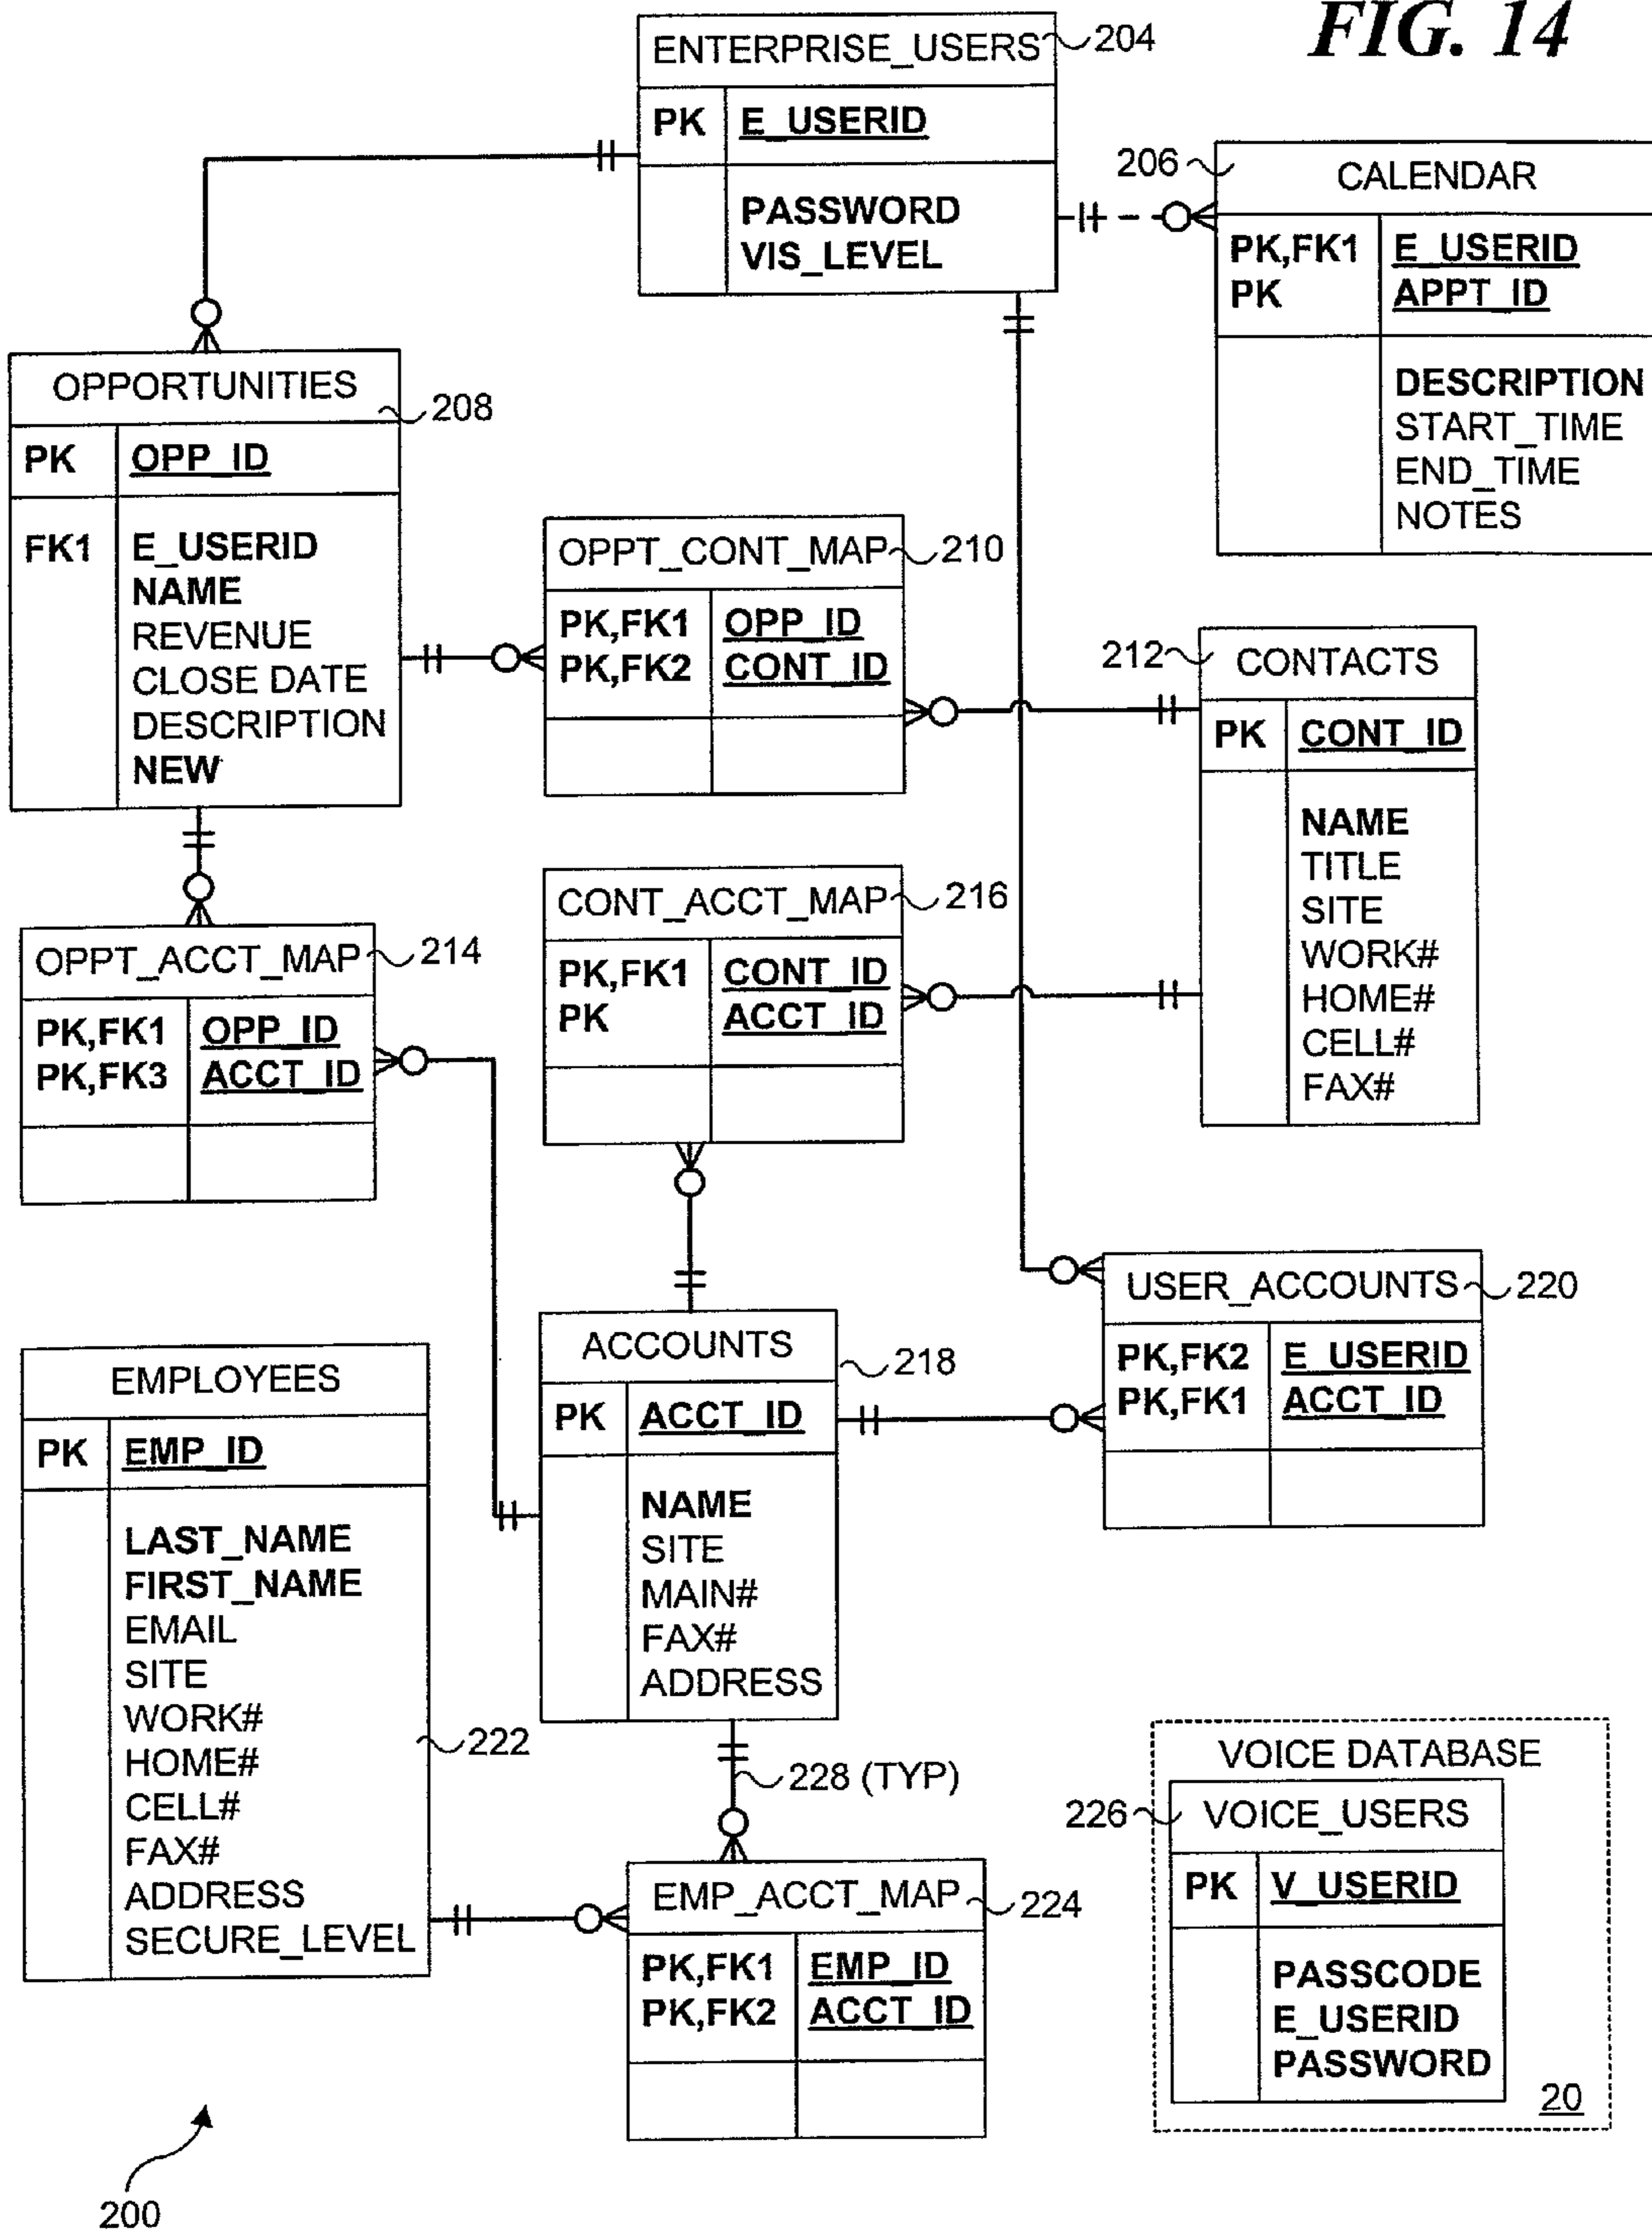 FIG. 14
ENTERPRISE_USERS 204
PK E_USERID
PASSWORD
VIS_LEVEL
206 CALENDAR
PK,FK1 E_USERID
PK APPT_ID
DESCRIPTION
START_TIME
END_TIME
NOTES
OPPORTUNITIES
208
PK OPP_ID
FK1 E_USERID
NAME
REVENUE
CLOSE DATE
DESCRIPTION
NEW
OPPT_CONT_MAP 210
PK,FK1 OPP_ID
PK,FK2 CONT_ID
212 CONTACTS
PK CONT_ID
NAME
TITLE
SITE
WORK#
HOME#
CELL#
FAX#
OPPT_ACCT_MAP 214
PK,FK1 OPP_ID
PK,FK3 ACCT_ID
CONT_ACCT_MAP 216
PK,FK1 CONT_ID
PK ACCT_ID
ACCOUNTS
218
PK ACCT_ID
NAME
SITE
MAIN#
FAX#
ADDRESS
USER_ACCOUNTS 220
PK,FK2 E_USERID
PK,FK1 ACCT_ID
EMPLOYEES
PK EMP_ID
LAST_NAME
FIRST_NAME
EMAIL
SITE
WORK#
HOME#
CELL#
FAX#
ADDRESS
SECURE_LEVEL
222
228 (TYP)
EMP_ACCT_MAP 224
PK,FK1 EMP_ID
PK,FK2 ACCT_ID
VOICE DATABASE
226 VOICE_USERS
PK V_USERID
PASSCODE
E_USERID
PASSWORD
20
200